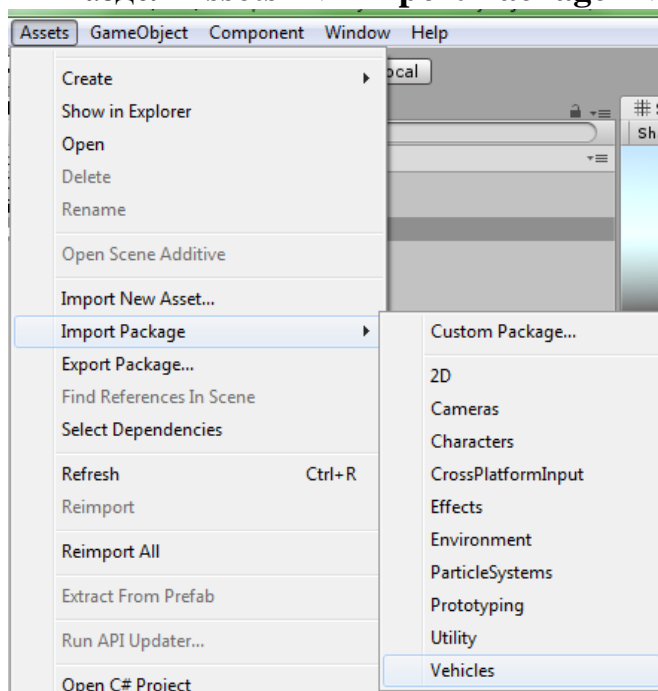 Assets GameObject Component Window Help
Create
Show in Explorer
Open
Delete
Rename
Open Scene Additive
Import New Asset...
Import Package
Export Package...
Find References In Scene
Select Dependencies
Refresh Ctrl+R
Reimport
Reimport All
Extract From Prefab
Run API Updater...
Open C# Project
Custom Package...
2D
Cameras
Characters
CrossPlatformInput
Effects
Environment
ParticleSystems
Prototyping
Utility
Vehicles